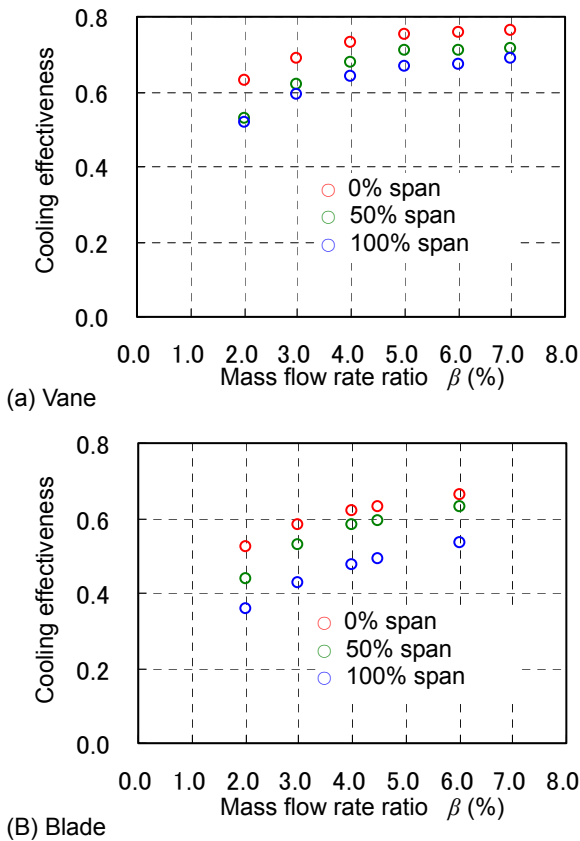 0.8
0.6
0.4
0.2
0.0
Cooling effectiveness
0% span
50% span
100% span
0.0 1.0 2.0 3.0 4.0 5.0 6.0 7.0 8.0
Mass flow rate ratio β (%)
(a) Vane
0.8
0.6
0.4
0.2
0.0
Cooling effectiveness
0% span
50% span
100% span
0.0 1.0 2.0 3.0 4.0 5.0 6.0 7.0 8.0
Mass flow rate ratio β (%)
(B) Blade